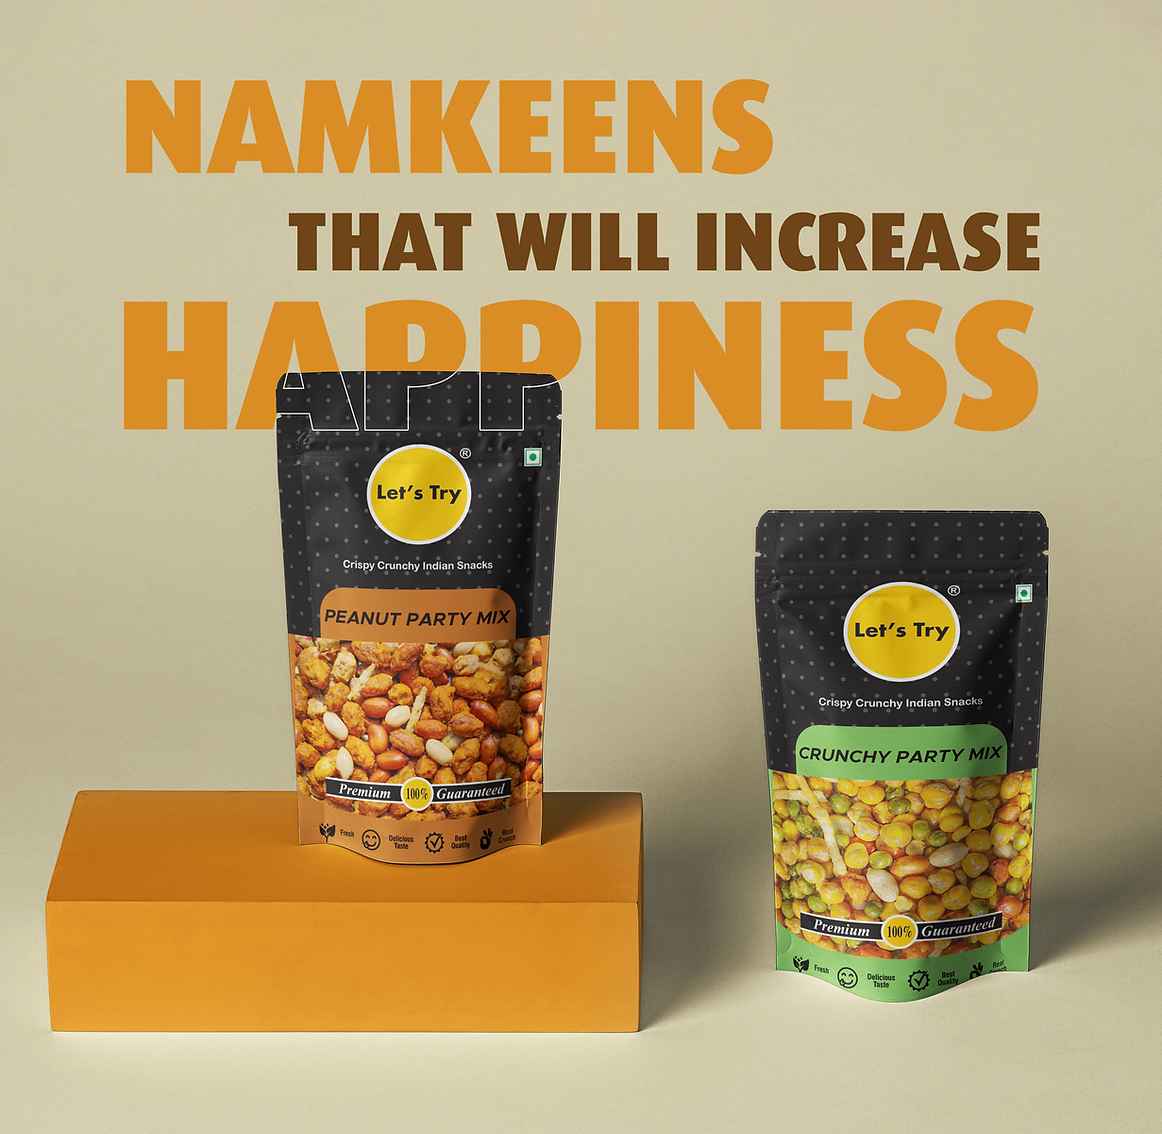 NAMKEENS
THAT WILL INCREASE
HAPPINESS
Let's Try
®
Crispy Crunchy Indian Snacks
PEANUT PARTY MIX
Premium 100% Guaranteed
Fresh
Delicious
Taste
Best
Quality
Real
Crunch
Let's Try
®
Crispy Crunchy Indian Snacks
CRUNCHY PARTY MIX
Premium 100% Guaranteed
Fresh
Delicious
Taste
Best
Quality
Real
Crunch